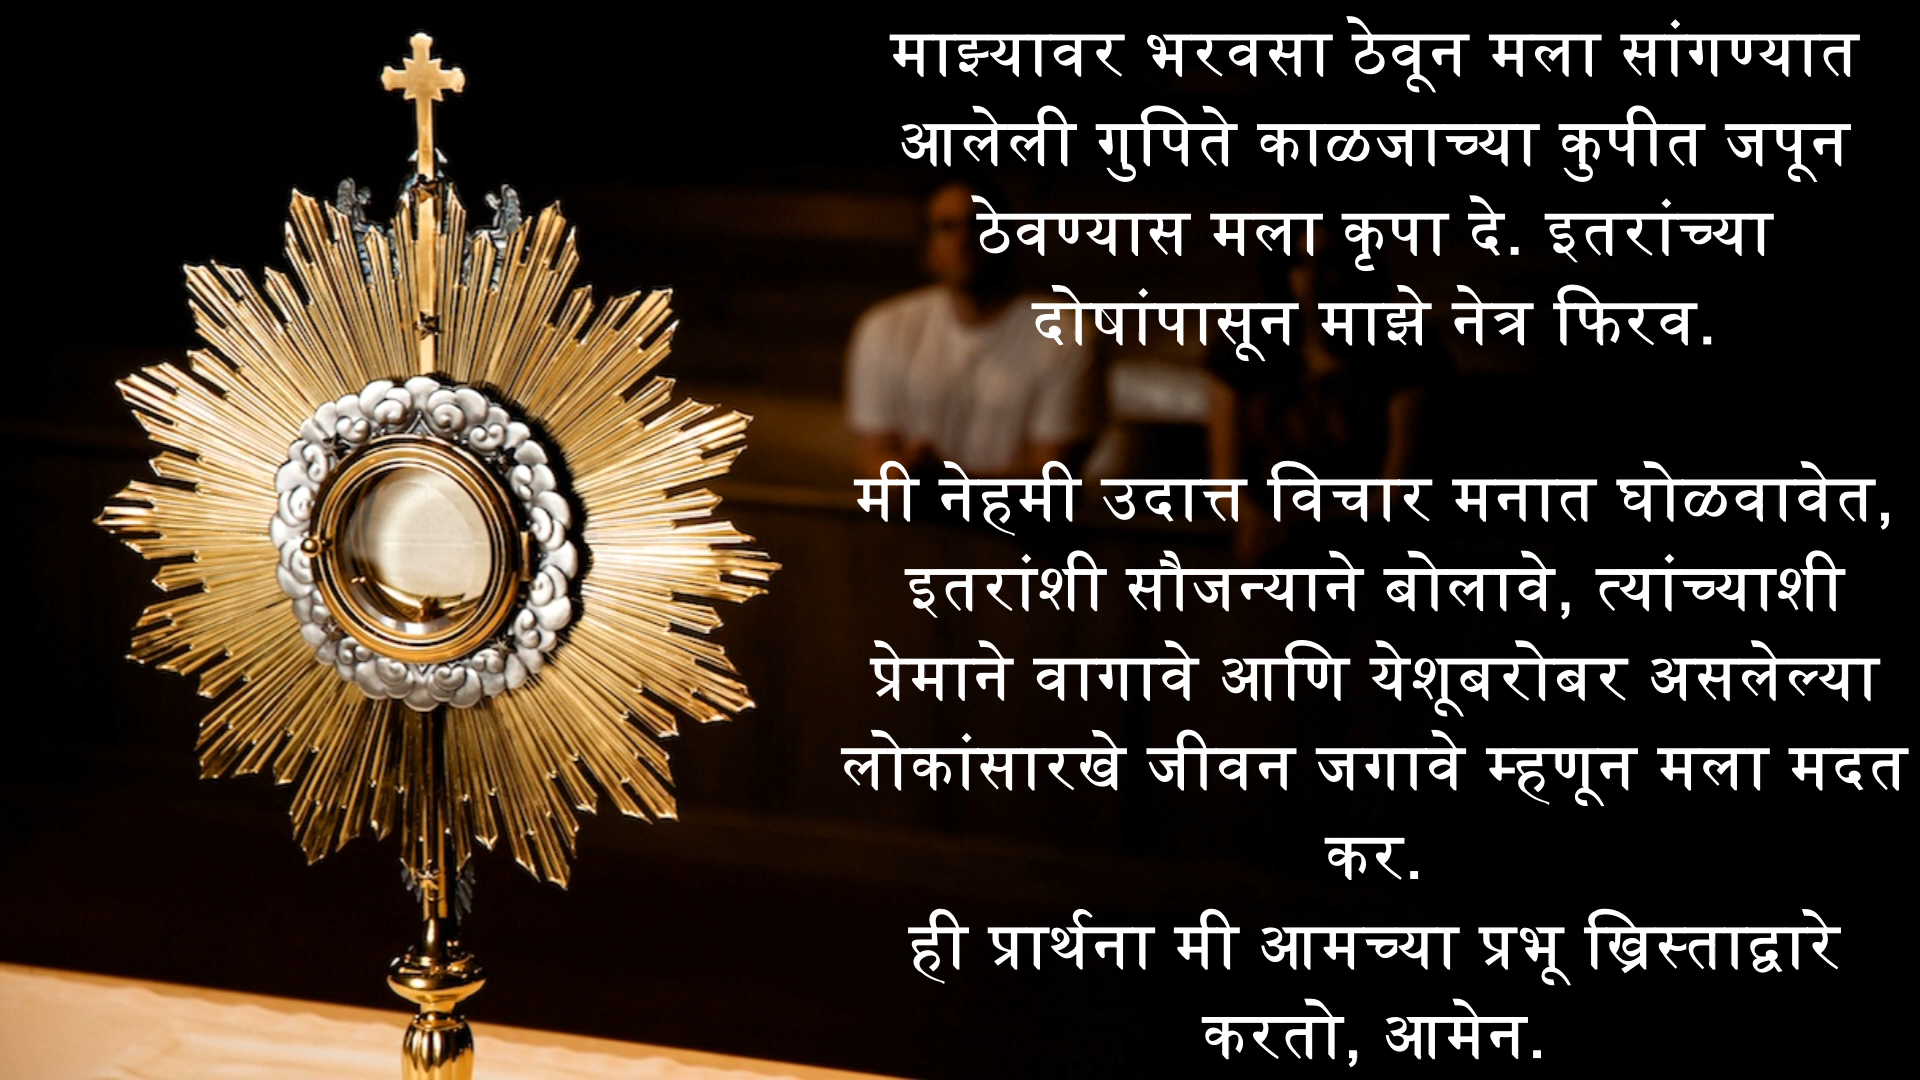 माझ्यावर भरवसा ठेवून मला सांगण्यात
आलेली गुपिते काळजाच्या कुपीत जपून
ठेवण्यास मला कृपा दे. इतरांच्या
दोषांपासून माझे नेत्र फिरव.
मी नेहमी उदात्त विचार मनात घोळवावेत,
इतरांशी सौजन्याने बोलावे, त्यांच्याशी
प्रेमाने वागावे आणि येशूबरोबर असलेल्या
लोकांसारखे जीवन जगावे म्हणून मला मदत
कर.
ही प्रार्थना मी आमच्या प्रभू ख्रिस्ताद्वारे
करतो, आमेन.